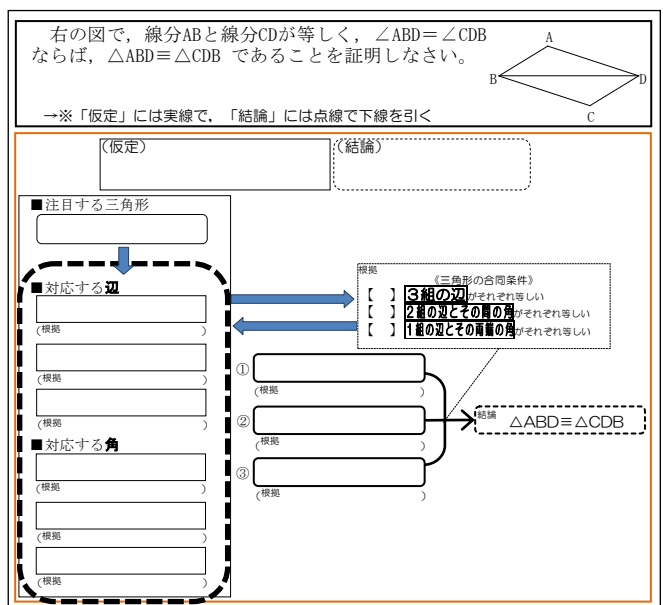 右の図で，線分ABと線分CDが等しく，∠ABD＝∠CDB
ならば，△ABD≡△CDB であることを証明しなさい。
→※「仮定」には実線で，「結論」には点線で下線を引く
A
B
D
C
(仮定)
(結論)
■注目する三角形
■対応する辺
(根拠 )
(根拠 )
(根拠 )
■対応する角
(根拠 )
(根拠 )
(根拠 )
根拠
《三角形の合同条件》
【 】３組の辺がそれぞれ等しい
【 】２組の辺とその間の角がそれぞれ等しい
【 】１組の辺とその両端の角がそれぞれ等しい
①
(根拠 )
②
(根拠 )
③
(根拠 )
結論
△ABD≡△CDB